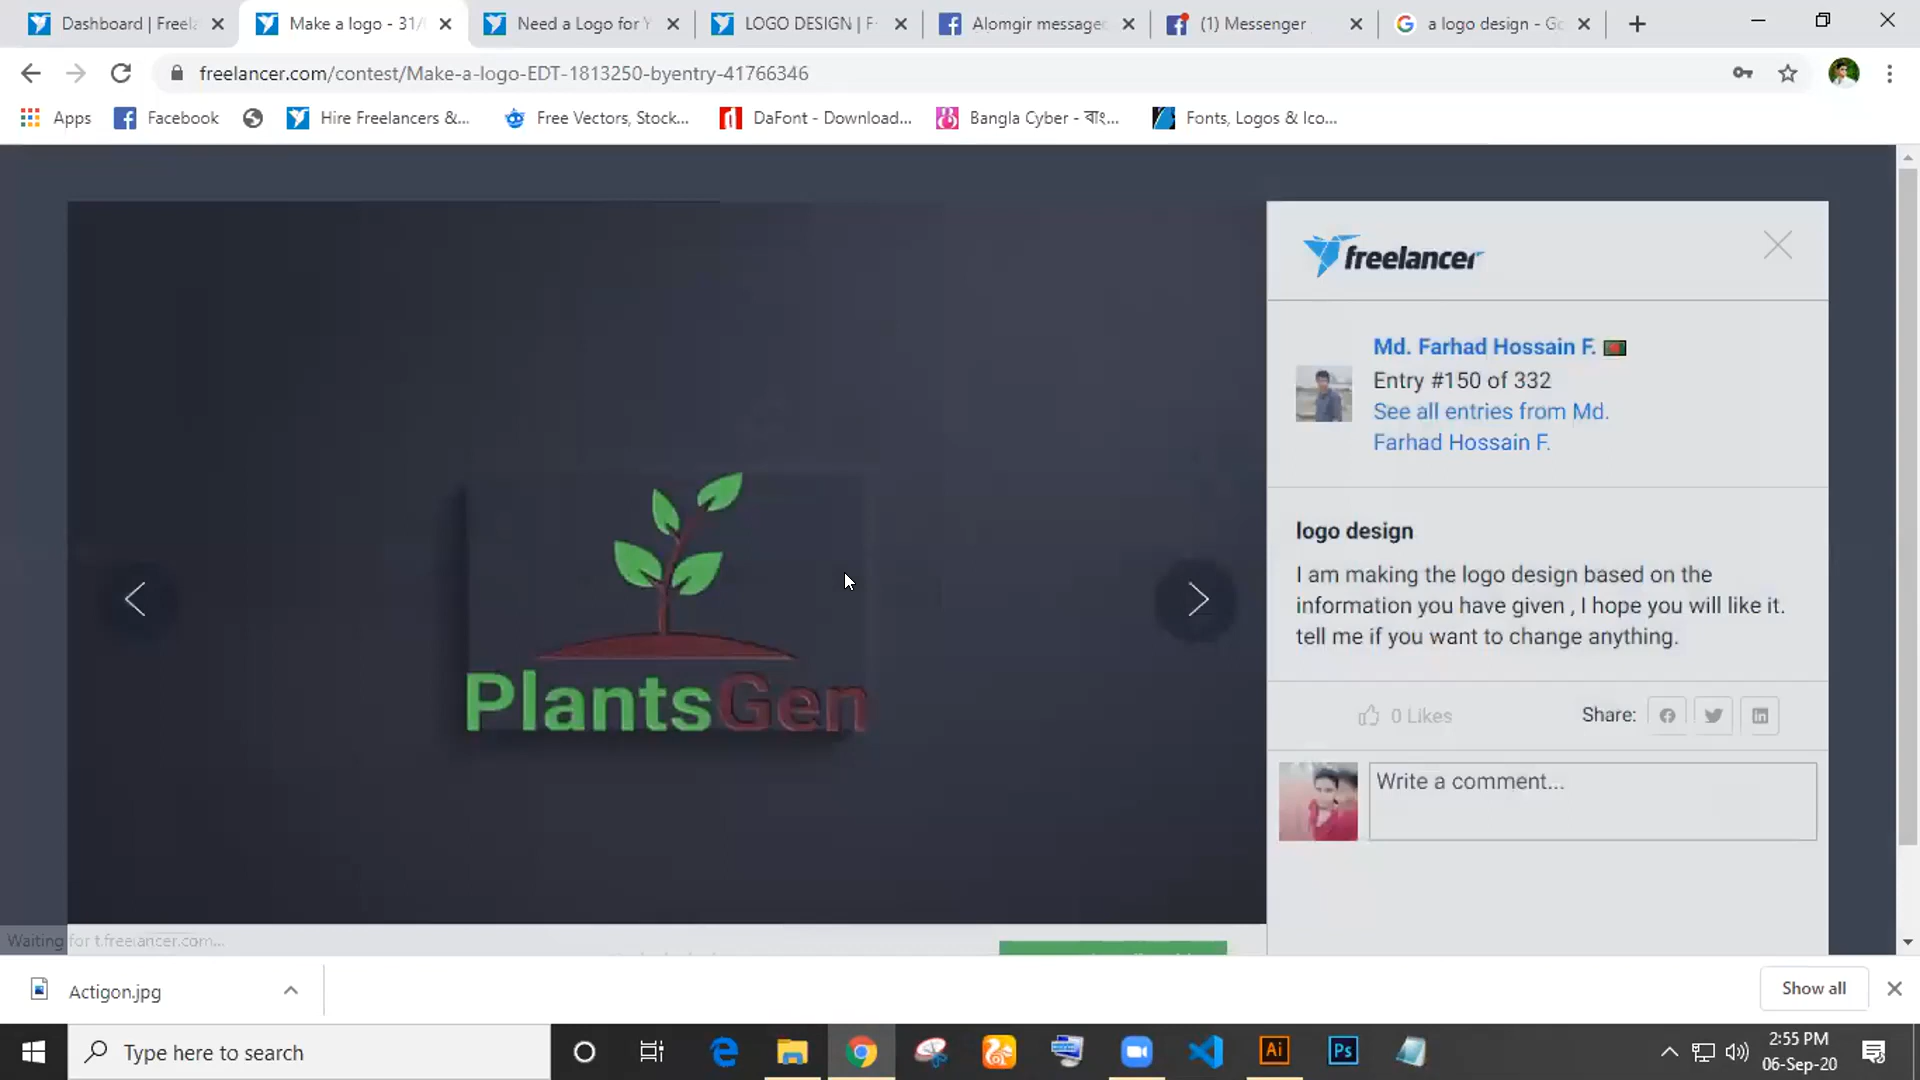 Dashboard | Freela
Make a logo - 31/
Need a Logo for Y
LOGO DESIGN | F
Alomgir message
(1) Messenger
a logo design - Go
freelancer.com/contest/Make-a-logo-EDT-1813250-byentry-41766346
Apps
Facebook
Hire Freelancers &...
Free Vectors, Stock...
DaFont - Download...
Bangla Cyber - বাং...
Fonts, Logos & Ico...
freelancer
Md. Farhad Hossain F.
Entry #150 of 332
See all entries from Md.
Farhad Hossain F.
logo design
I am making the logo design based on the
information you have given , I hope you will like it.
tell me if you want to change anything.
0 Likes
Share:
Write a comment...
PlantsGen
Waiting for t.freelancer.com...
Actigon.jpg
Show all
Type here to search
Ai
Ps
2:55 PM
06-Sep-20